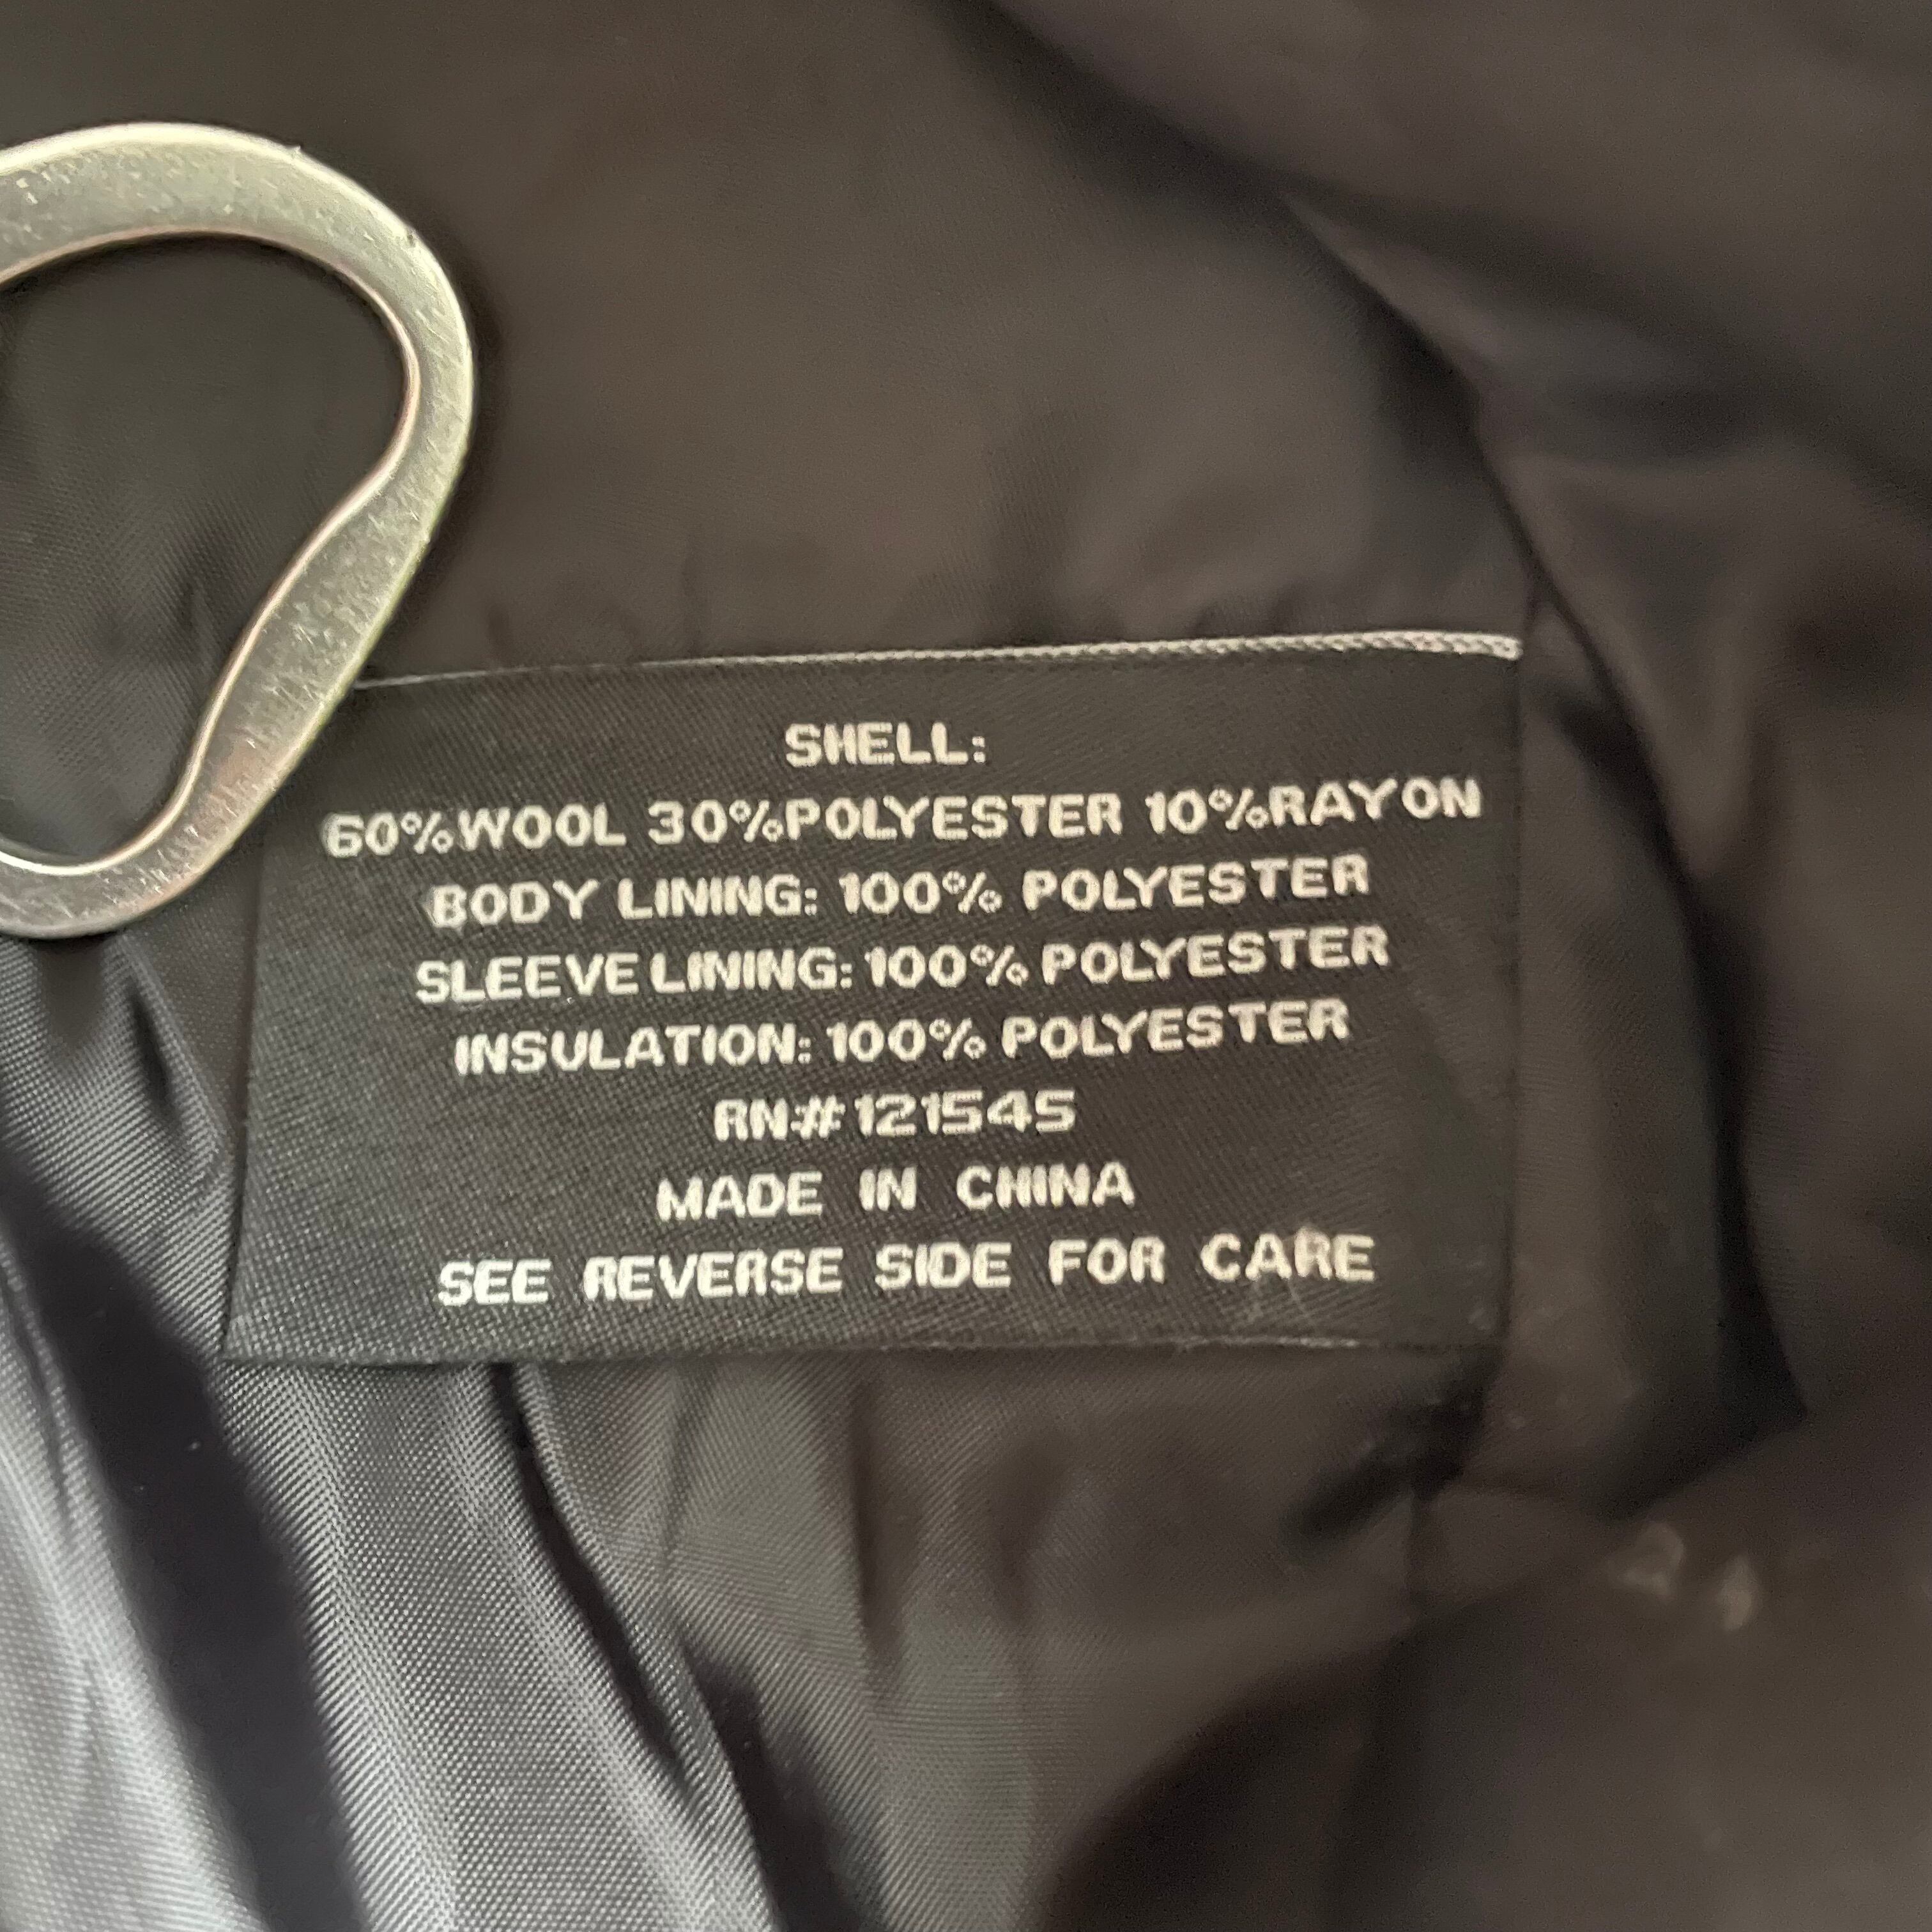 SHELL:
60%WOOL 30%POLYESTER 10%RAYON
BODY LINING: 100% POLYESTER
SLEEVE LINING: 100% POLYESTER
INSULATION: 100% POLYESTER
RN#121545
MADE IN CHINA
SEE REVERSE SIDE FOR CARE